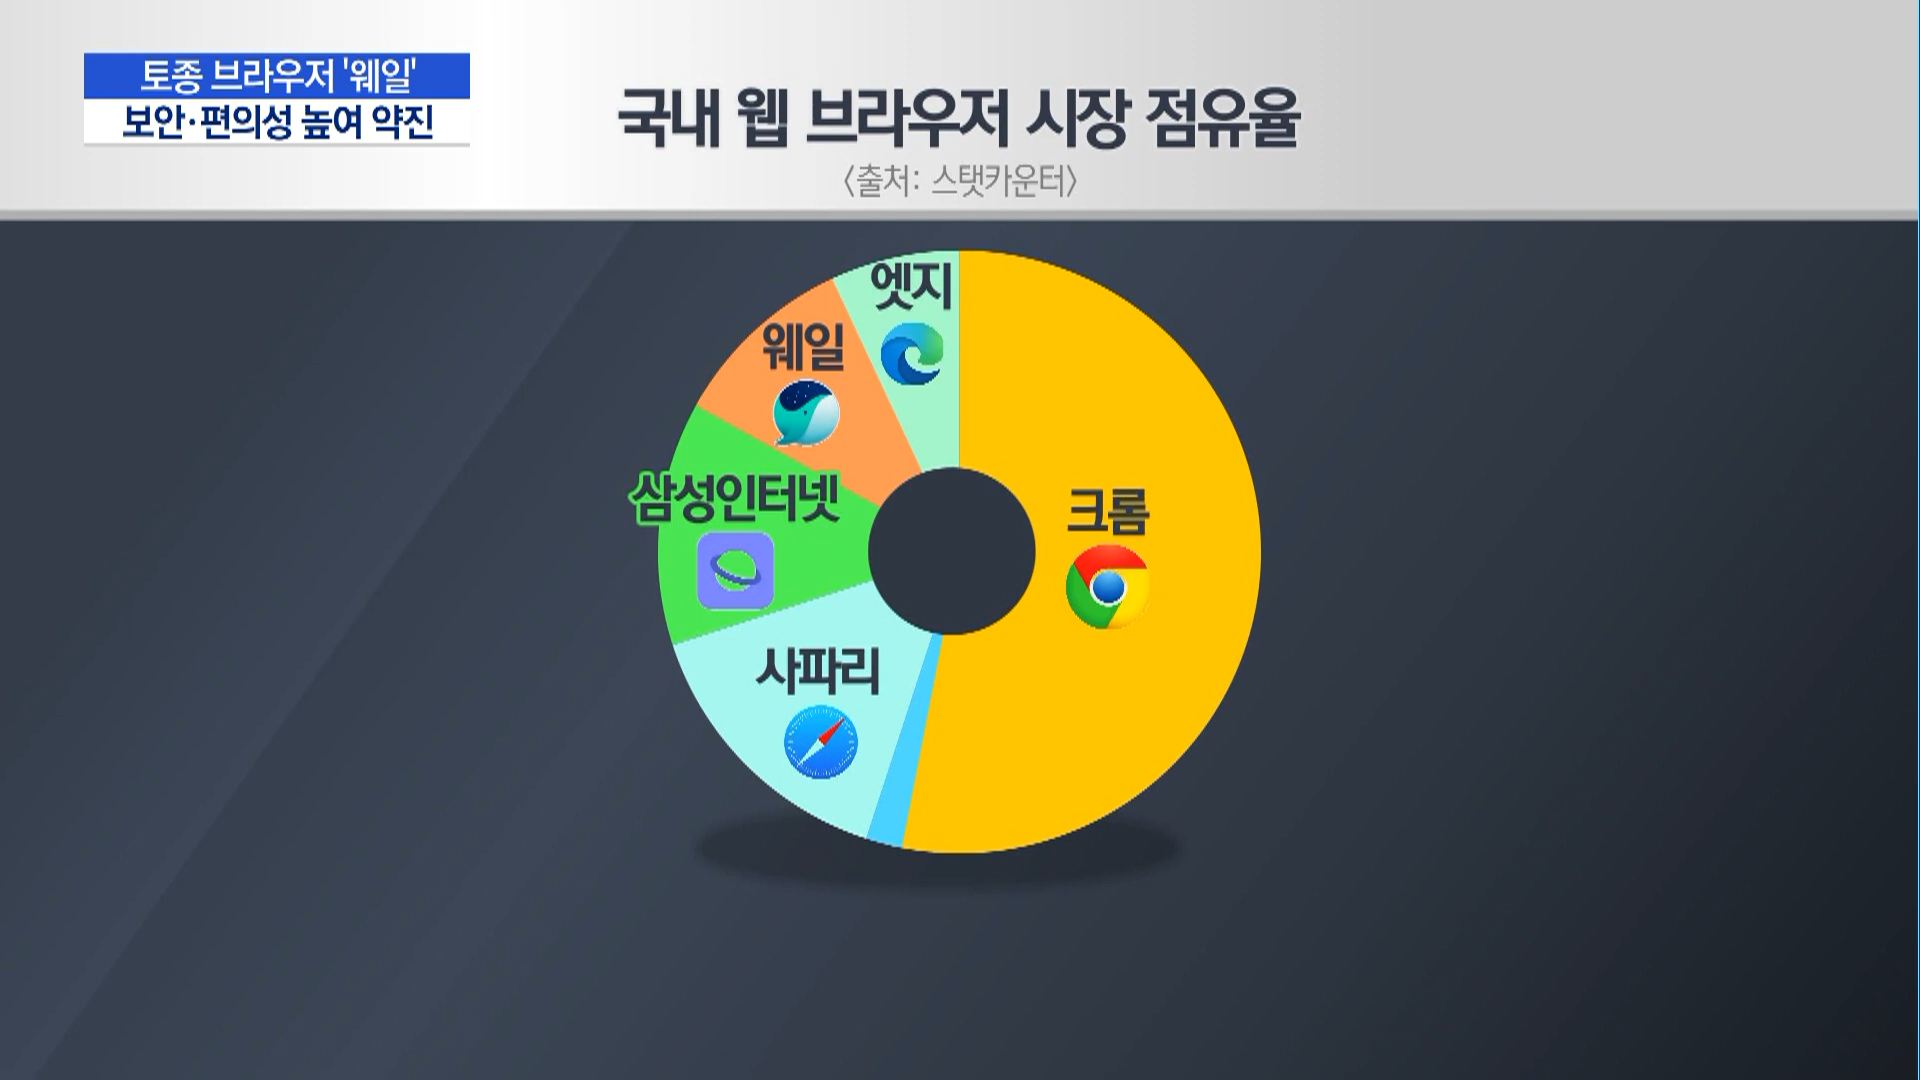 토종 브라우저 '웨일'
보안·편의성 높여 약진
국내 웹 브라우저 시장 점유율
<출처: 스탯카운터>
엣지
웨일
삼성인터넷
크롬
사파리